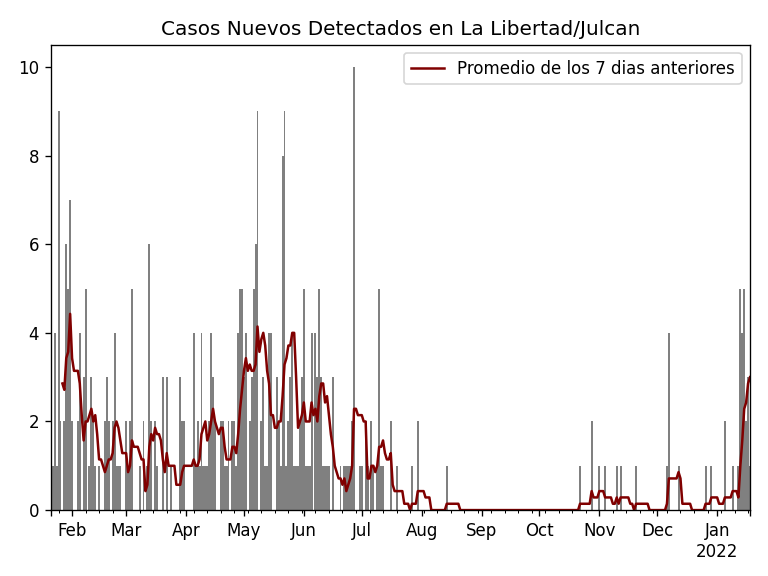 Casos Nuevos Detectados en La Libertad/Julcan
Promedio de los 7 dias anteriores
10
8
6
4
2
0
Feb Mar Apr May Jun Jul Aug Sep Oct Nov Dec Jan
2022